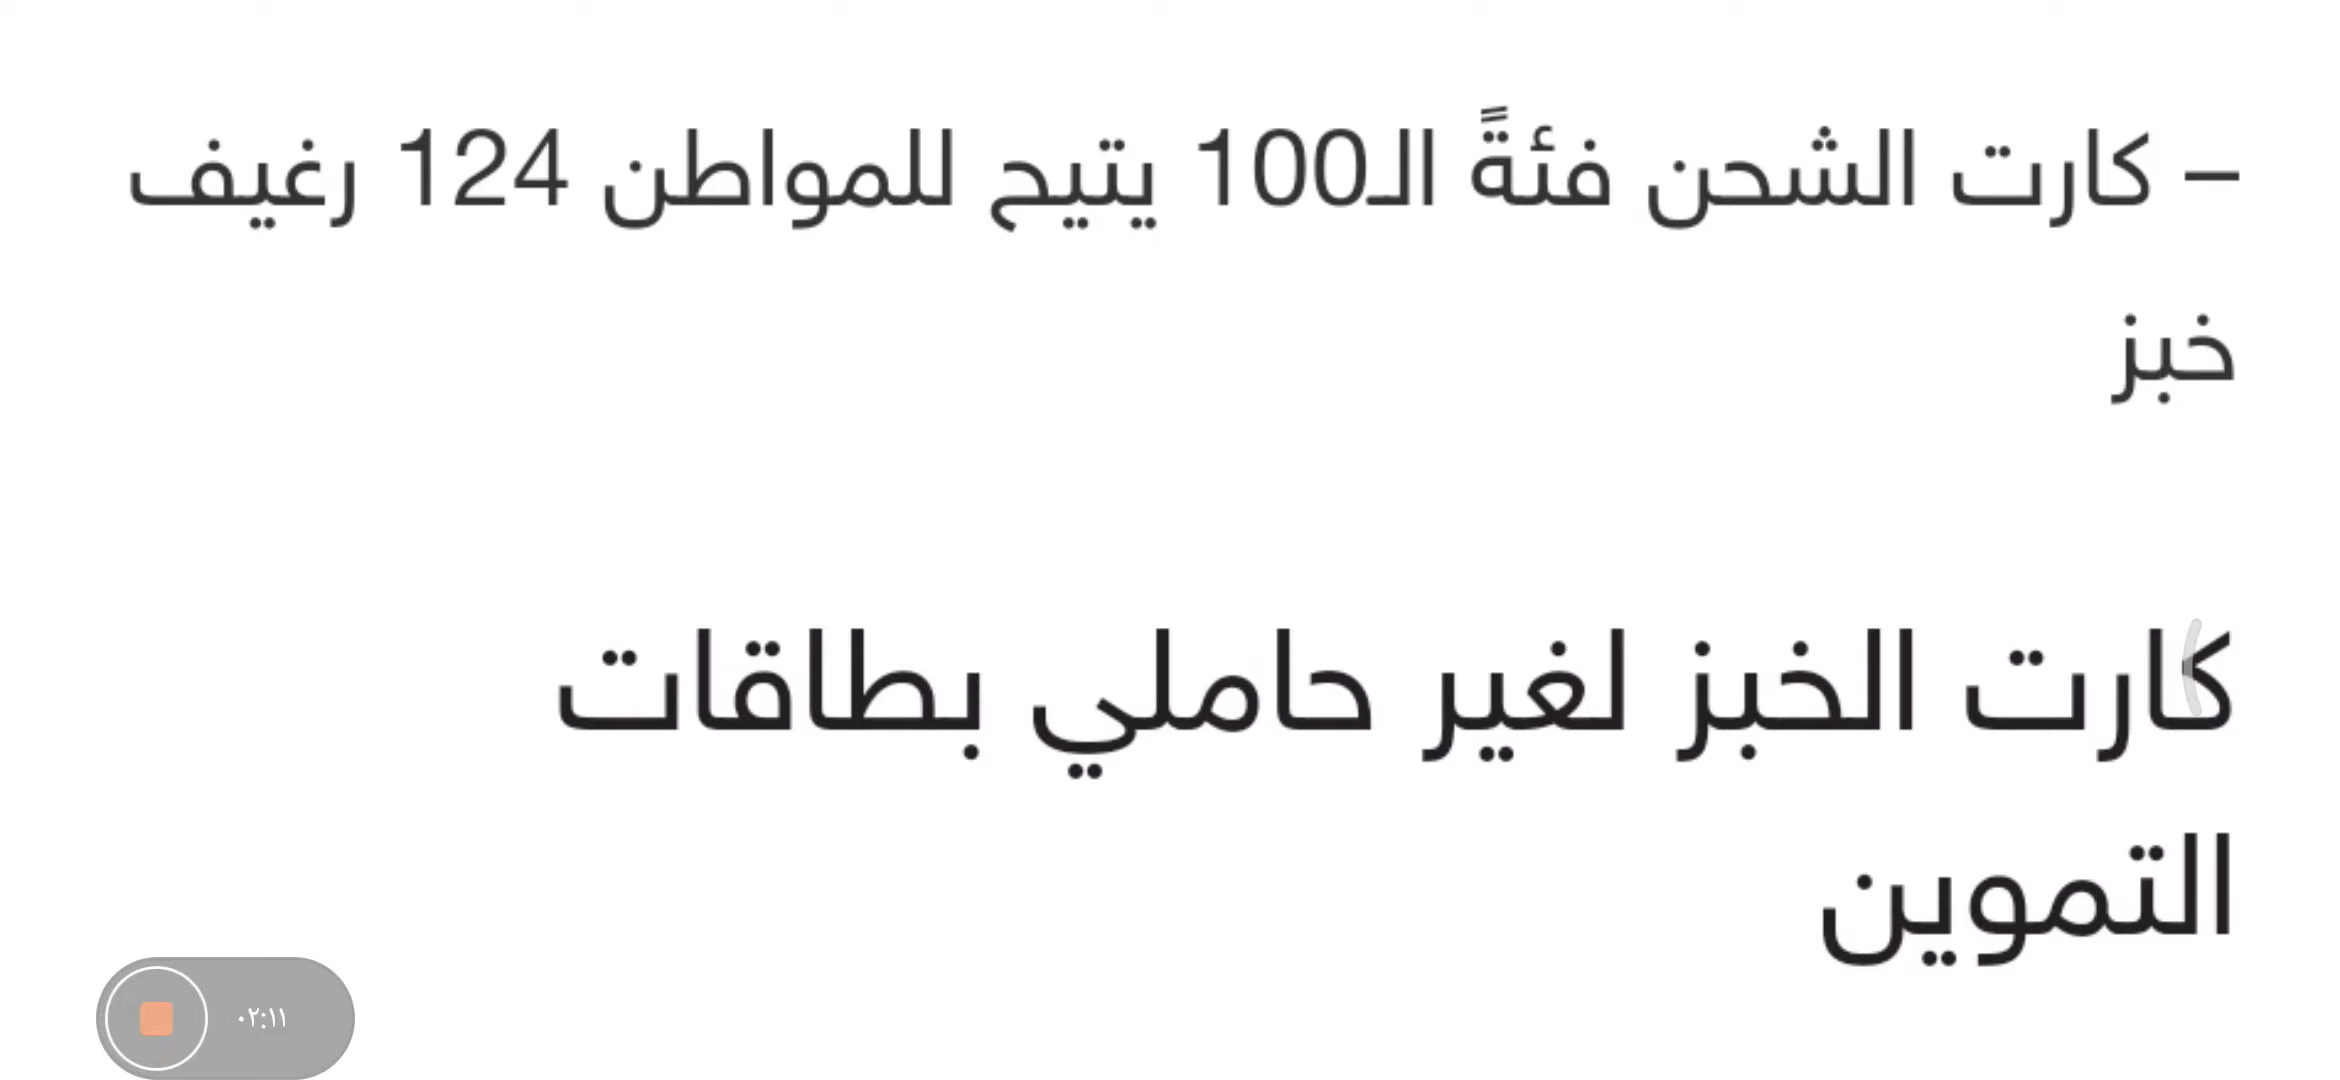 – كارت الشحن فئةً الـ100 يتيح للمواطن 124 رغيف
خبز
كارت الخبز لغير حاملي بطاقات
التموين
٠٢:١١